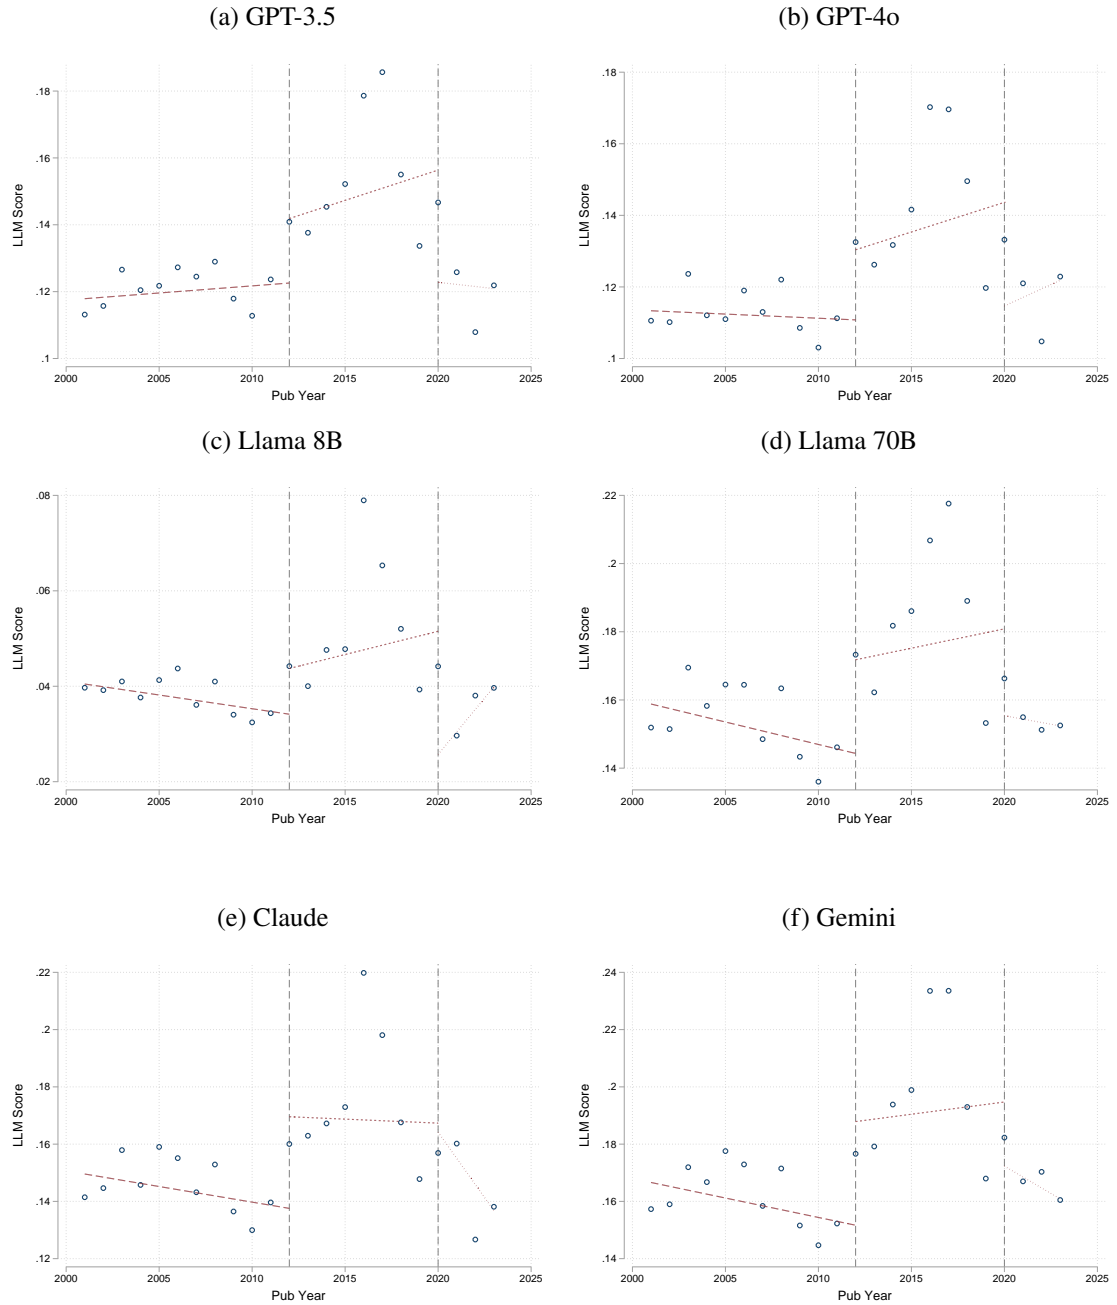 (a) GPT-3.5
(b) GPT-4o
.18
.16
.14
.12
.1
LLM Score
2000 2005 2010 2015 2020 2025
Pub Year
.18
.16
.14
.12
.1
LLM Score
2000 2005 2010 2015 2020 2025
Pub Year
(c) Llama 8B
(d) Llama 70B
.08
.06
.04
.02
LLM Score
2000 2005 2010 2015 2020 2025
Pub Year
.22
.2
.18
.16
.14
LLM Score
2000 2005 2010 2015 2020 2025
Pub Year
(e) Claude
(f) Gemini
.22
.2
.18
.16
.14
.12
LLM Score
2000 2005 2010 2015 2020 2025
Pub Year
.24
.22
.2
.18
.16
.14
LLM Score
2000 2005 2010 2015 2020 2025
Pub Year